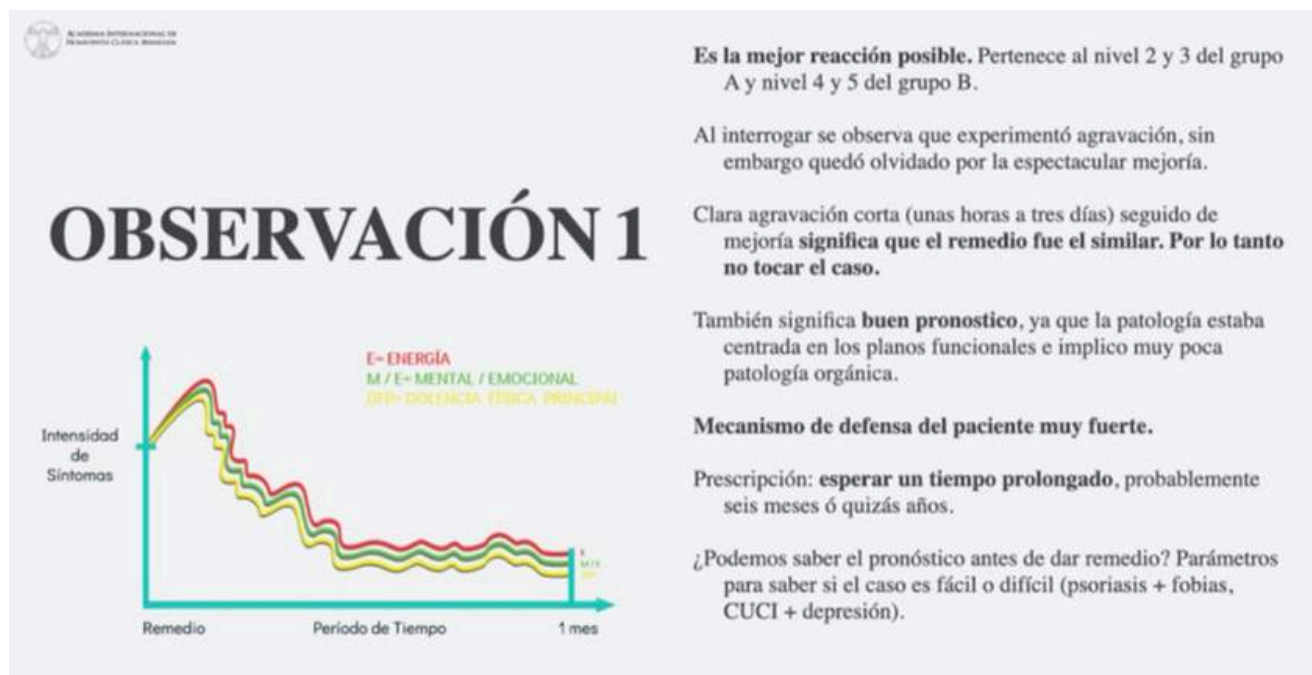 ACADEMIA INTERNACIONAL DE
HOMEOPATÍA CLÁSICA
OBSERVACIÓN 1
Es la mejor reacción posible. Pertenece al nivel 2 y 3 del grupo
A y nivel 4 y 5 del grupo B.
Al interrogar se observa que experimentó agravación, sin
embargo quedó olvidado por la espectacular mejoría.
Clara agravación corta (unas horas a tres días) seguido de
mejoría significa que el remedio fue el similar. Por lo tanto
no tocar el caso.
También significa buen pronostico, ya que la patología estaba
centrada en los planos funcionales e implico muy poca
patología orgánica.
Mecanismo de defensa del paciente muy fuerte.
Prescripción: esperar un tiempo prolongado, probablemente
seis meses ó quizás años.
¿Podemos saber el pronóstico antes de dar remedio? Parámetros
para saber si el caso es fácil o difícil (psoriasis + fobias,
CUCI + depresión).
E= ENERGÍA
M / E= MENTAL / EMOCIONAL
DFP= DOLENCIA FISICA PRINCIPAL
Intensidad
de
Síntomas
E
M/E
Remedio
Período de Tiempo
1 mes